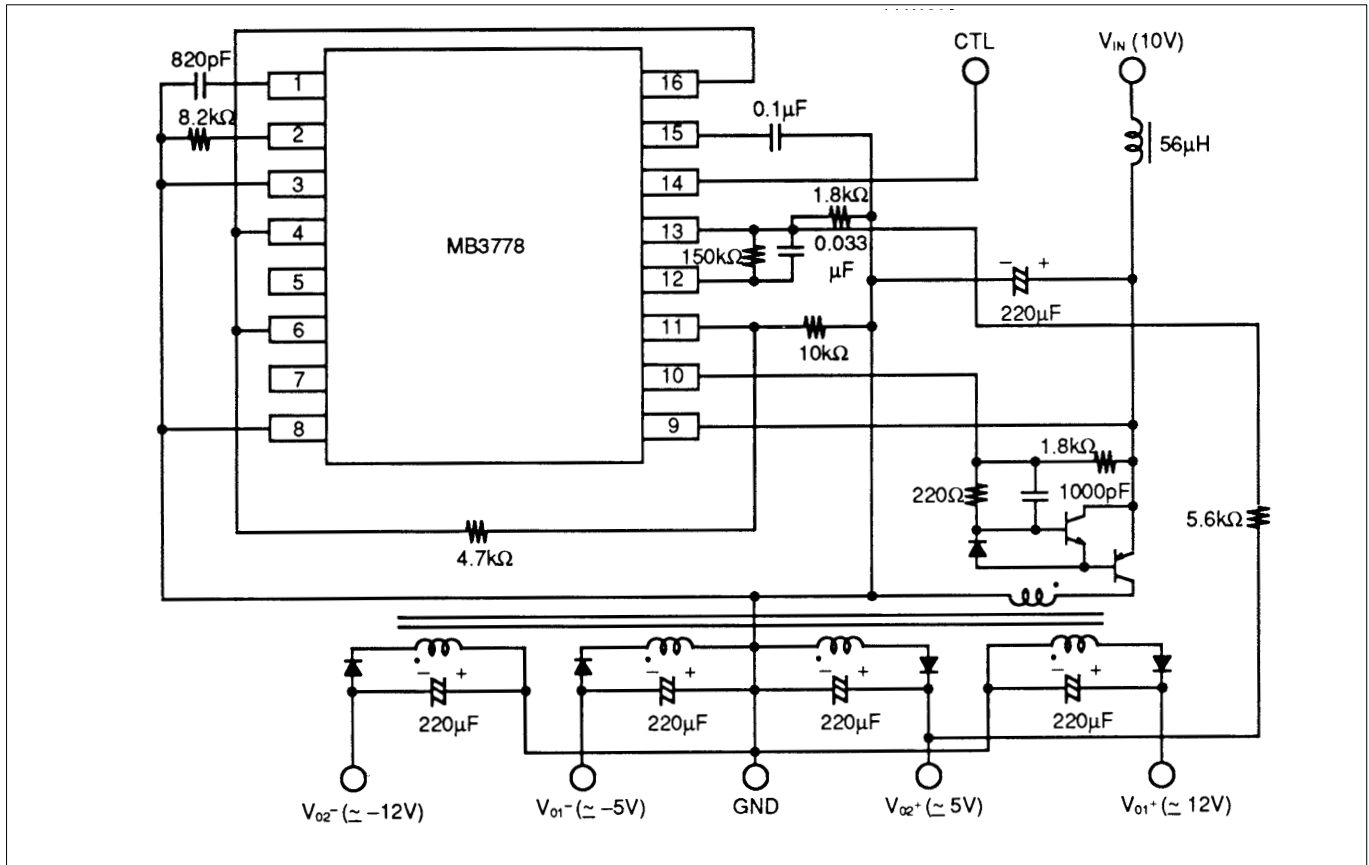 CTL
V_IN (10V)
820pF
1
16
0.1µF
8.2kΩ
2
15
56µH
3
14
1.8kΩ
4
MB3778
13
0.033
µF
150kΩ
5
12
− +
220µF
6
11
10kΩ
7
10
8
9
1.8kΩ
220Ω
1000pF
5.6kΩ
4.7kΩ
− +
− +
− +
− +
220µF
220µF
220µF
220µF
V₀₂⁻ (≃ −12V)
V₀₁⁻ (≃ −5V)
GND
V₀₂⁺ (≃ 5V)
V₀₁⁺ (≃ 12V)